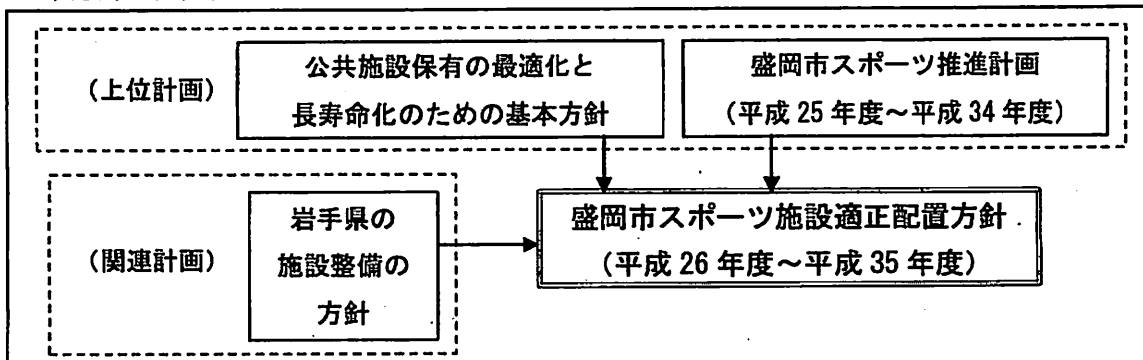 (上位計画)
公共施設保有の最適化と
長寿命化のための基本方針
盛岡市スポーツ推進計画
(平成25年度~平成34年度)
(関連計画)
岩手県の
施設整備の
方針
盛岡市スポーツ施設適正配置方針
(平成26年度~平成35年度)